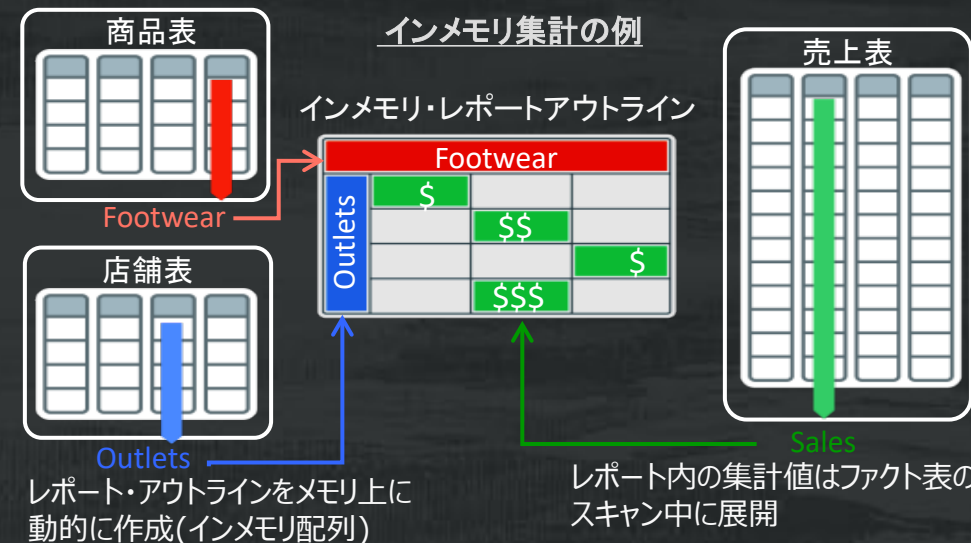 商品表
インメモリ集計の例
売上表
インメモリ・レポートアウトライン
Footwear
Outlets
$
$$
$
$$$
Footwear
店舗表
Outlets
Sales
レポート・アウトラインをメモリ上に
動的に作成(インメモリ配列)
レポート内の集計値はファクト表の
スキャン中に展開